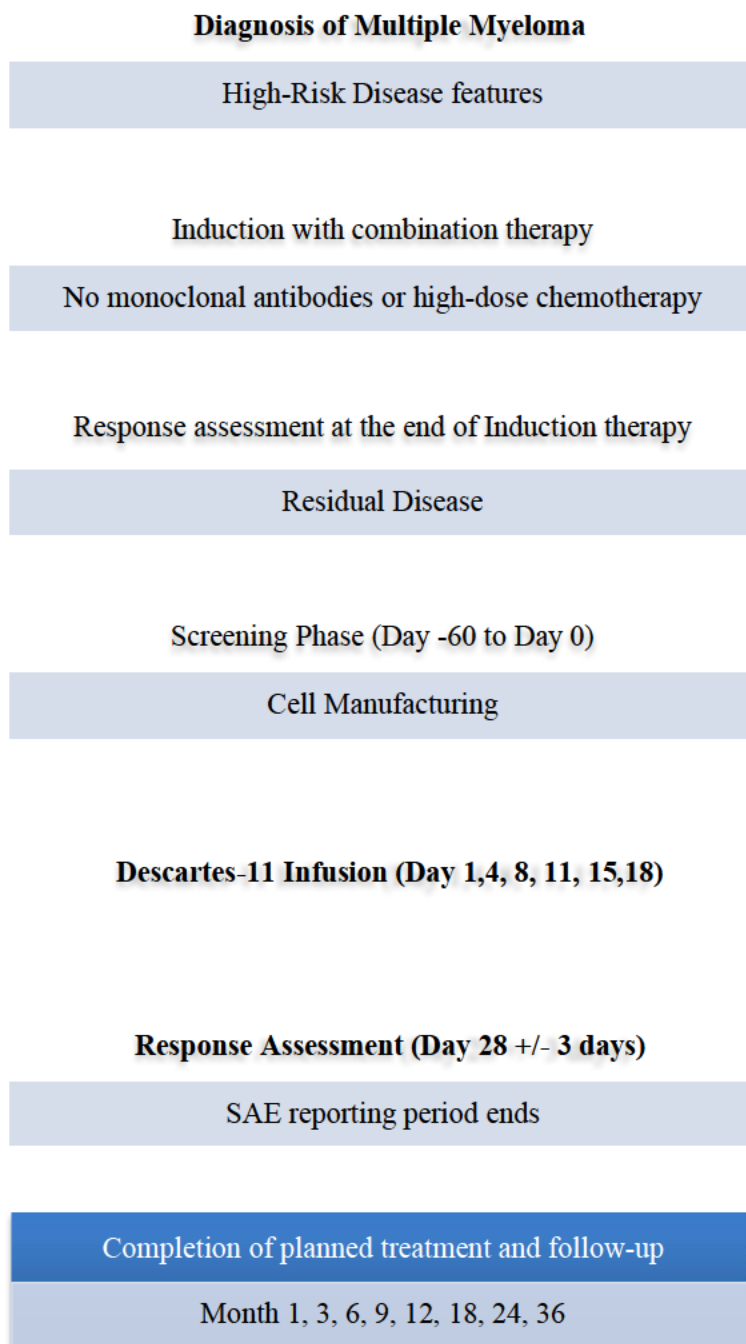 Diagnosis of Multiple Myeloma
High-Risk Disease features
Induction with combination therapy
No monoclonal antibodies or high-dose chemotherapy
Response assessment at the end of Induction therapy
Residual Disease
Screening Phase (Day -60 to Day 0)
Cell Manufacturing
Descartes-11 Infusion (Day 1,4, 8, 11, 15,18)
Response Assessment (Day 28 +/- 3 days)
SAE reporting period ends
Completion of planned treatment and follow-up
Month 1, 3, 6, 9, 12, 18, 24, 36